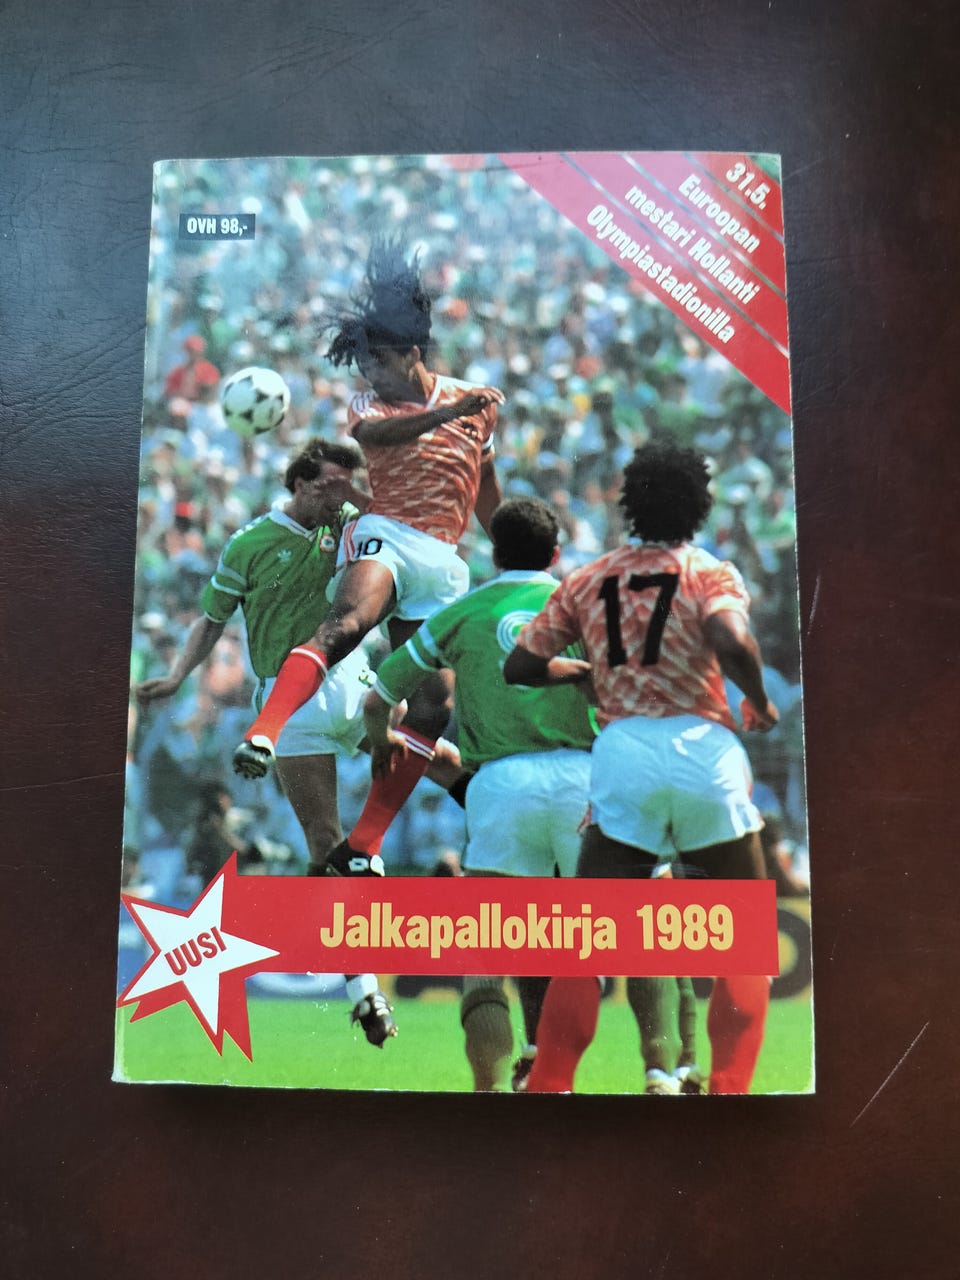 OVH 98,-
31.5.
Euroopan
mestari Hollanti
Olympiastadionilla
10
17
UUSI
Jalkapallokirja 1989